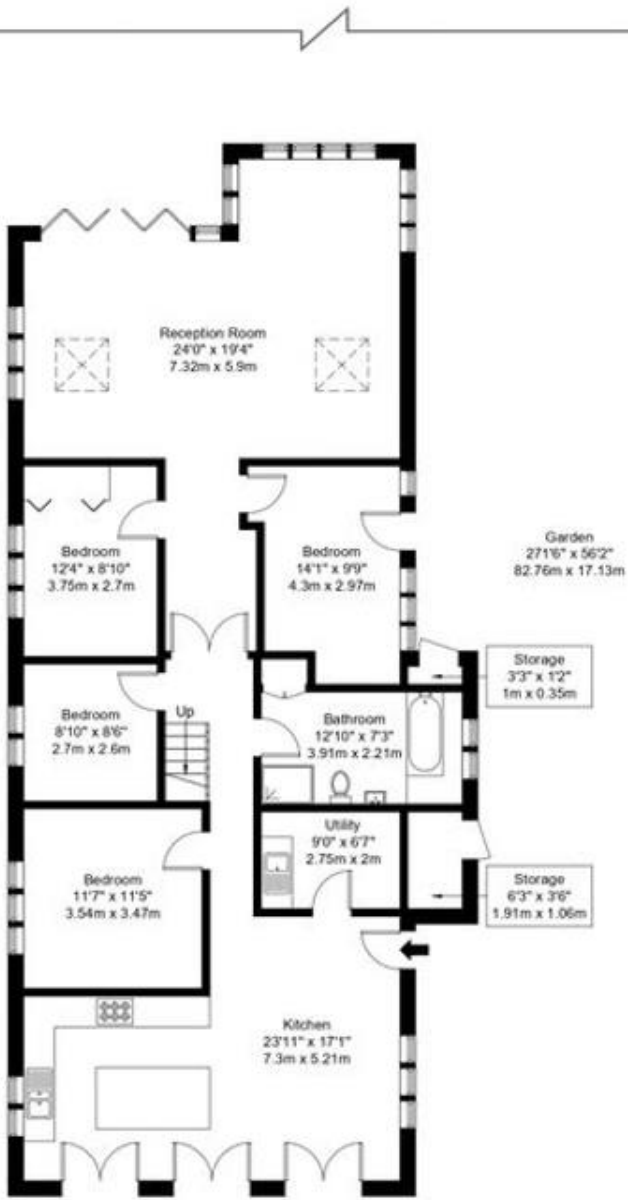 Reception Room
24'0" x 19'4"
7.32m x 5.9m
Bedroom
12'4" x 8'10"
3.75m x 2.7m
Bedroom
14'1" x 9'9"
4.3m x 2.97m
Garden
271'6" x 56'2"
82.76m x 17.13m
Storage
3'3" x 1'2"
1m x 0.35m
Bedroom
8'10" x 8'6"
2.7m x 2.6m
Up
Bathroom
12'10" x 7'3"
3.91m x 2.21m
Utility
9'0" x 6'7"
2.75m x 2m
Bedroom
11'7" x 11'5"
3.54m x 3.47m
Storage
6'3" x 3'6"
1.91m x 1.06m
Kitchen
23'11" x 17'1"
7.3m x 5.21m